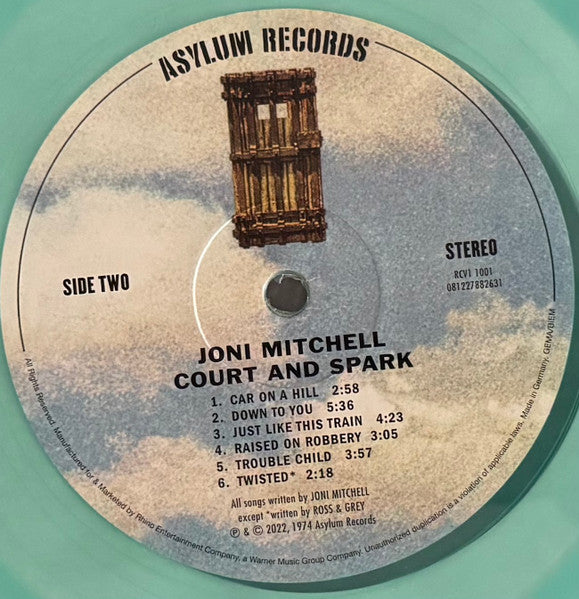 ASYLUM RECORDS
SIDE TWO
STEREO
RCV1 1001
081227882631
JONI MITCHELL
COURT AND SPARK
1. CAR ON A HILL 2:58
2. DOWN TO YOU 5:36
3. JUST LIKE THIS TRAIN 4:23
4. RAISED ON ROBBERY 3:05
5. TROUBLE CHILD 3:57
6. TWISTED* 2:18
All songs written by JONI MITCHELL
except *written by ROSS & GREY
℗ & © 2022, 1974 Asylum Records
All Rights Reserved. Manufactured for & Marketed by Rhino Entertainment Company, a Warner Music Group Company. Unauthorized duplication is a violation of applicable laws. Made in Germany. GEMA/BIEM